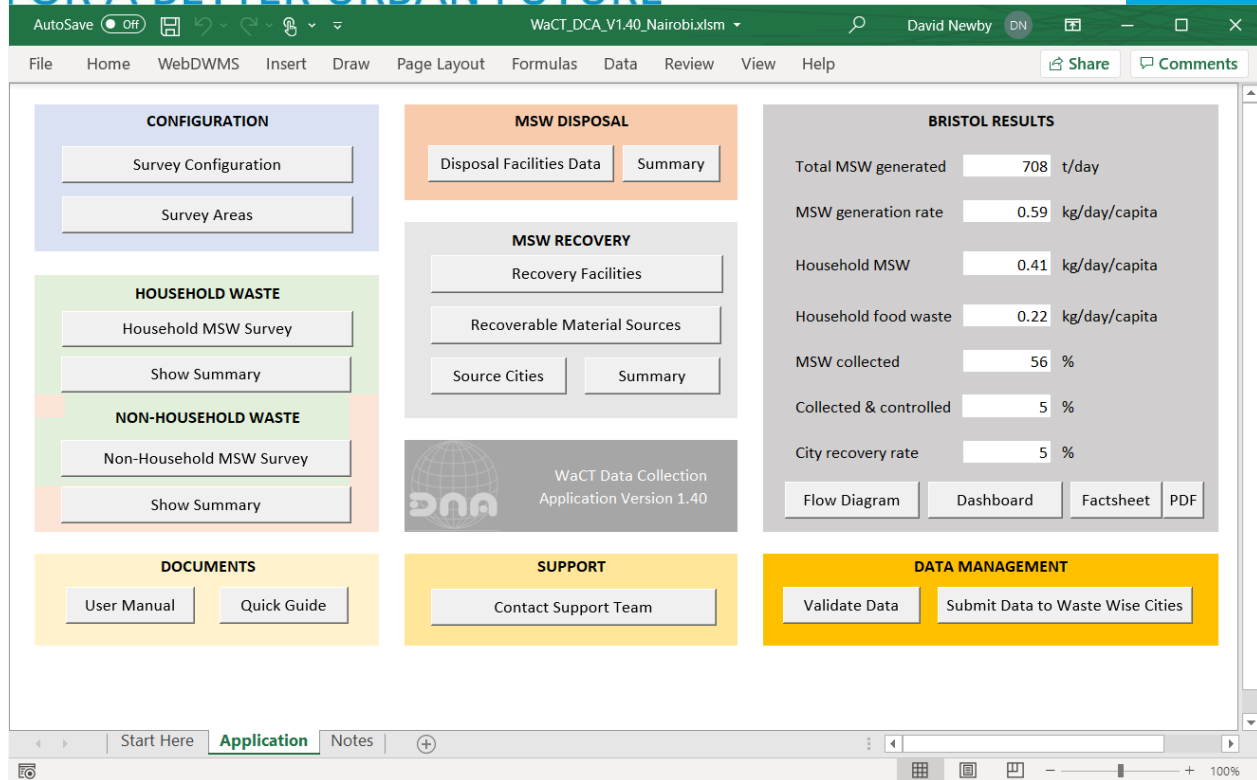 FOR A BETTER URBAN FUTURE
AutoSave Off WaCT_DCA_V1.40_Nairobi.xlsm David Newby DN
File Home WebDWMS Insert Draw Page Layout Formulas Data Review View Help Share Comments
CONFIGURATION
Survey Configuration
Survey Areas
HOUSEHOLD WASTE
Household MSW Survey
Show Summary
NON-HOUSEHOLD WASTE
Non-Household MSW Survey
Show Summary
DOCUMENTS
User Manual Quick Guide
MSW DISPOSAL
Disposal Facilities Data Summary
MSW RECOVERY
Recovery Facilities
Recoverable Material Sources
Source Cities Summary
DNA
WaCT Data Collection
Application Version 1.40
SUPPORT
Contact Support Team
BRISTOL RESULTS
Total MSW generated 708 t/day
MSW generation rate 0.59 kg/day/capita
Household MSW 0.41 kg/day/capita
Household food waste 0.22 kg/day/capita
MSW collected 56 %
Collected & controlled 5 %
City recovery rate 5 %
Flow Diagram Dashboard Factsheet PDF
DATA MANAGEMENT
Validate Data Submit Data to Waste Wise Cities
Start Here Application Notes
100%